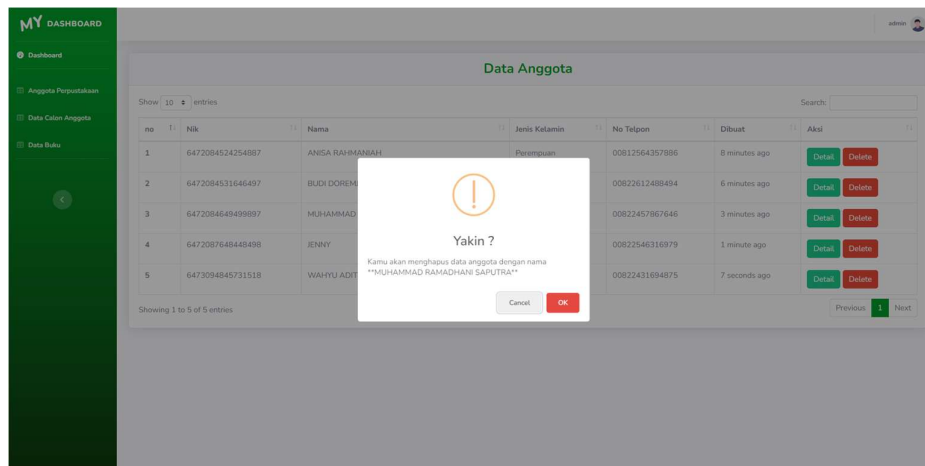 MY DASHBOARD
admin
Dashboard
Anggota Perpustakaan
Data Calon Anggota
Data Buku
Data Anggota
Show 10 entries
Search:
no Nik Nama Jenis Kelamin No Telpon Dibuat Aksi
1 6472084524254887 ANISA RAHMANIAH Perempuan 00812564357886 8 minutes ago Detail Delete
2 6472084531646497 BUDI DOREM 00822612488494 6 minutes ago Detail Delete
3 6472084649499897 MUHAMMAD 00822457867646 3 minutes ago Detail Delete
4 6472087648448498 JENNY 00822546316979 1 minute ago Detail Delete
5 6473094845731518 WAHYU ADIT 00822431694875 7 seconds ago Detail Delete
Showing 1 to 5 of 5 entries
Previous 1 Next
Yakin ?
Kamu akan menghapus data anggota dengan nama
**MUHAMMAD RAMADHANI SAPUTRA**
Cancel OK